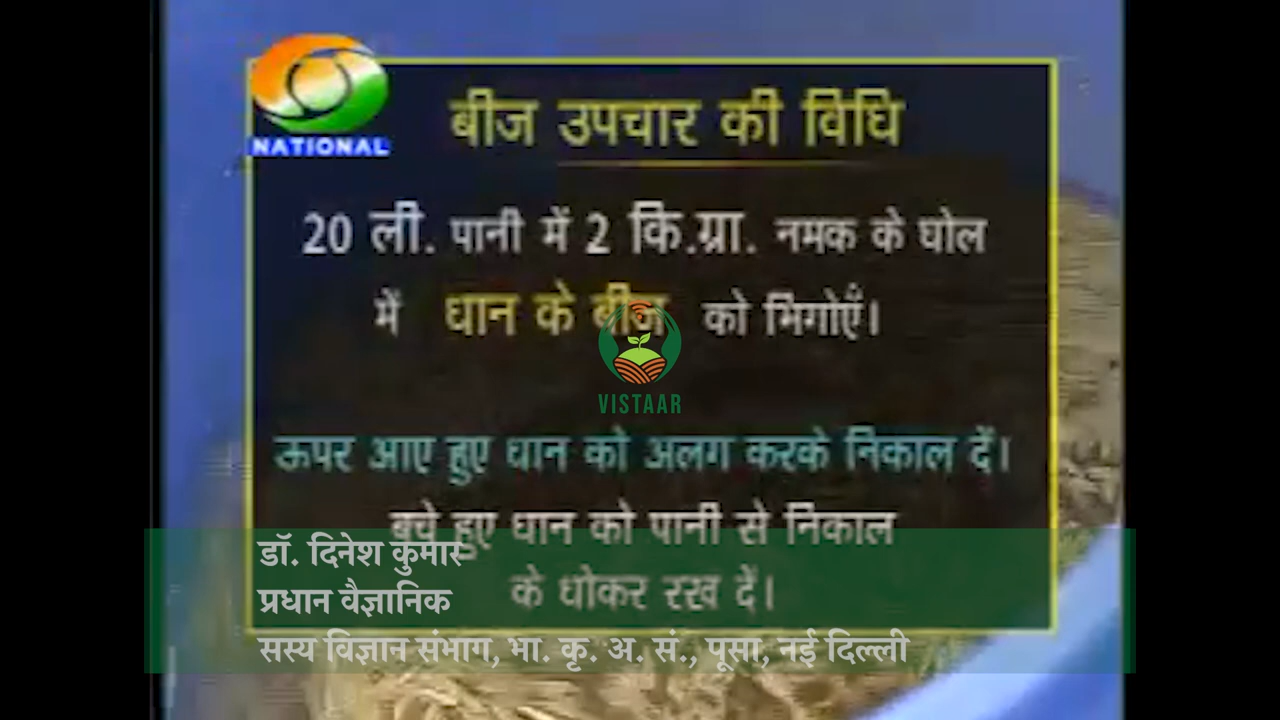 NATIONAL
बीज उपचार की विधि
20 ली. पानी में 2 कि.ग्रा. नमक के घोल
में धान के बीज को भिगोएँ।
VISTAAR
ऊपर आए हुए धान को अलग करके निकाल दें।
बचे हुए धान को पानी से निकाल
के धोकर रख दें।
डॉ. दिनेश कुमार
प्रधान वैज्ञानिक
सस्य विज्ञान संभाग, भा. कृ. अ. सं., पूसा, नई दिल्ली